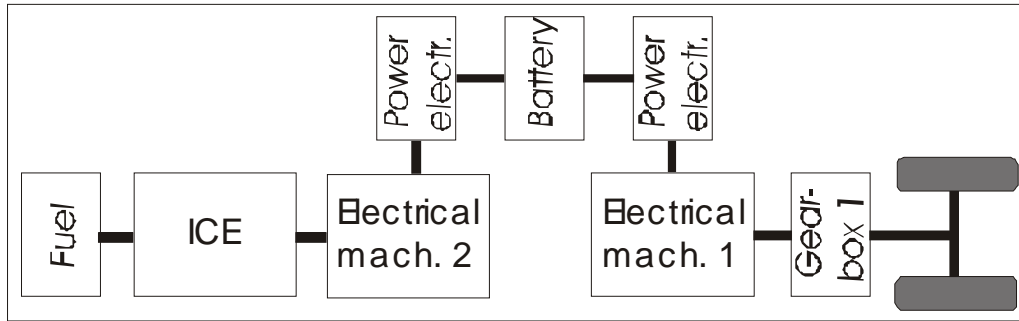 Power
electr.
Battery
Power
electr.
Fuel
ICE
Electrical
mach. 2
Electrical
mach. 1
Gear-
box 1